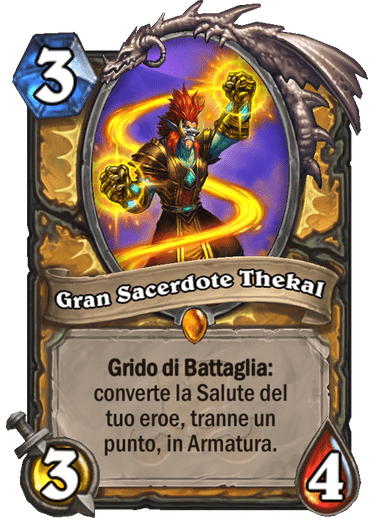 3
Gran Sacerdote Thekal
Grido di Battaglia:
converte la Salute del
tuo eroe, tranne un
punto, in Armatura.
3
4